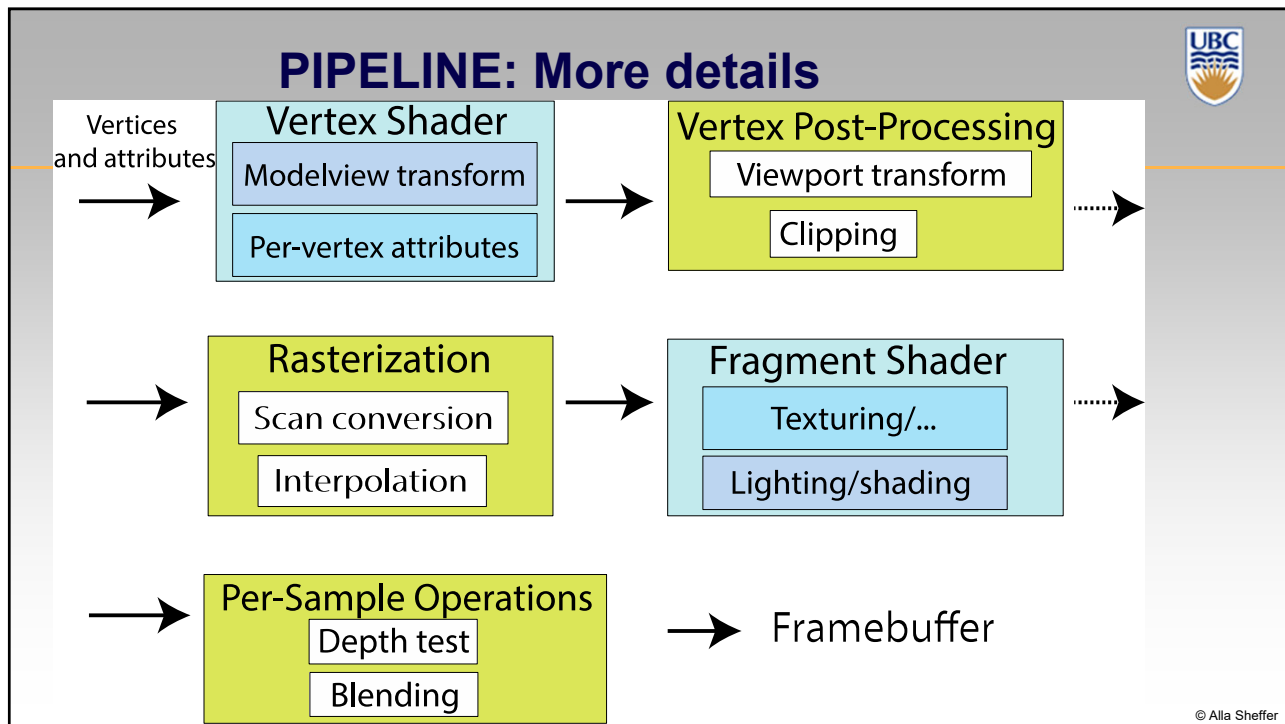 PIPELINE: More details
UBC
Vertices
and attributes
Vertex Shader
Modelview transform
Per-vertex attributes
Vertex Post-Processing
Viewport transform
Clipping
Rasterization
Scan conversion
Interpolation
Fragment Shader
Texturing/...
Lighting/shading
Per-Sample Operations
Depth test
Blending
Framebuffer
© Alla Sheffer